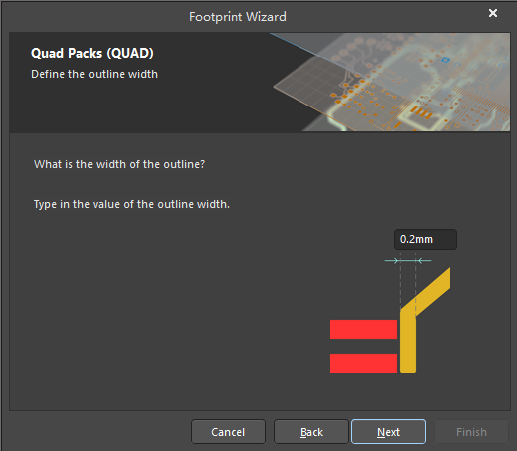 Footprint Wizard
Quad Packs (QUAD)
Define the outline width
What is the width of the outline?
Type in the value of the outline width.
0.2mm
Cancel
Back
Next
Finish